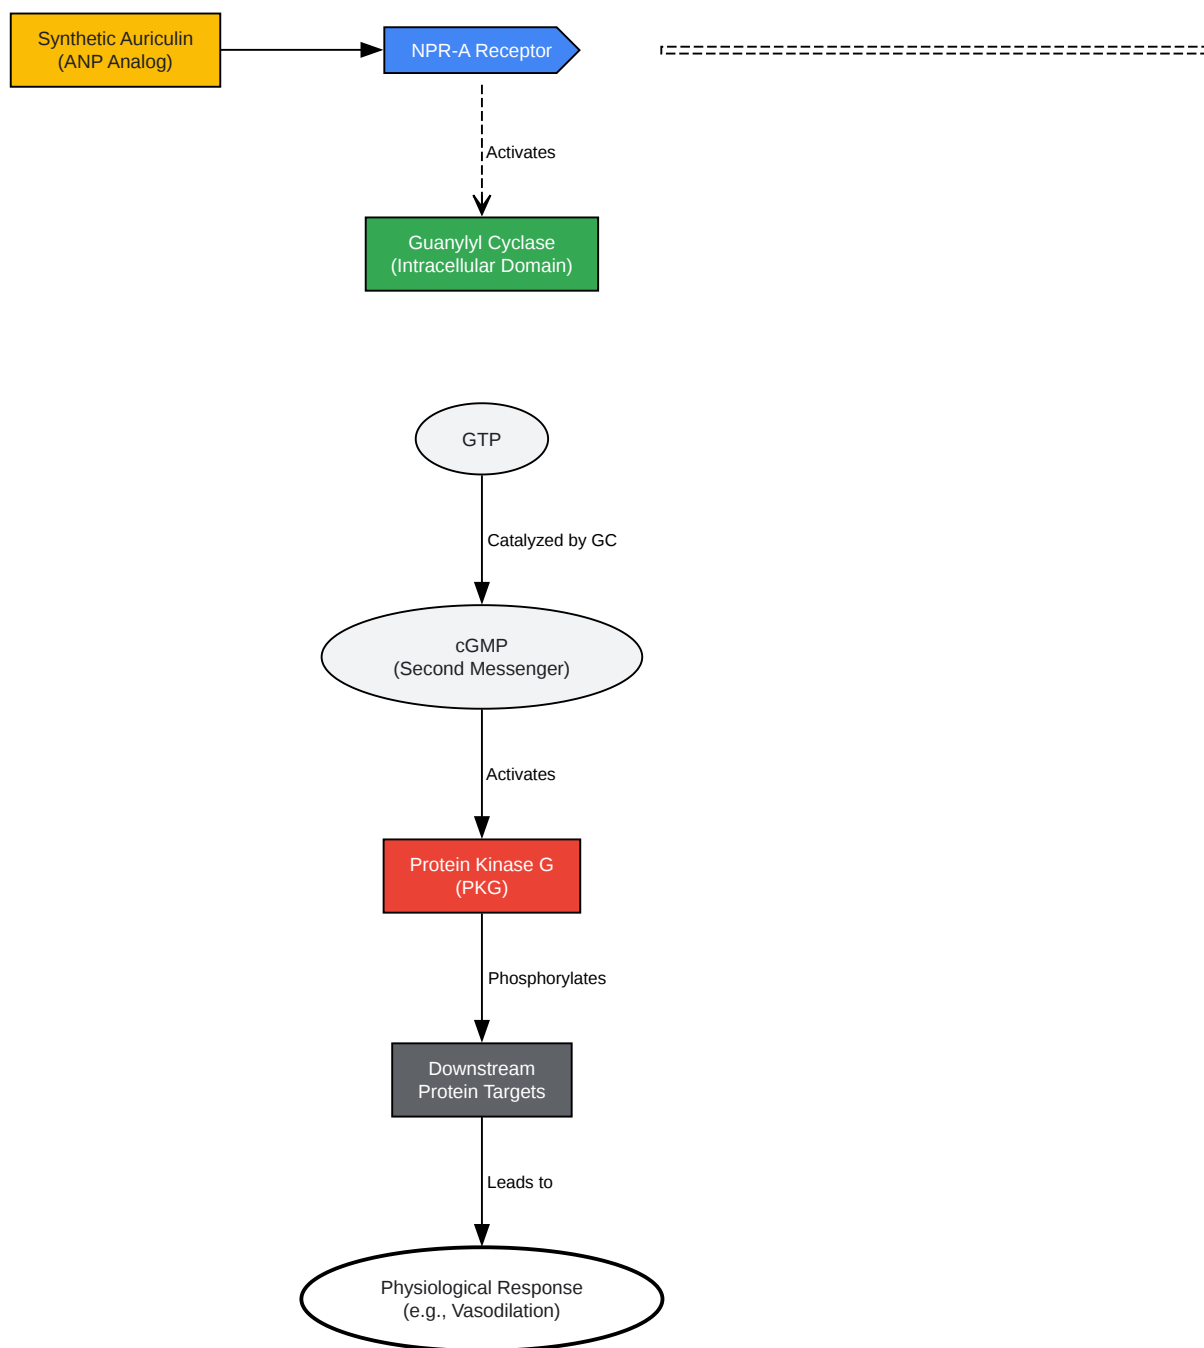 Synthetic Auriculin
(ANP Analog)
NPR-A Receptor
Activates
Guanylyl Cyclase
(Intracellular Domain)
GTP
Catalyzed by GC
cGMP
(Second Messenger)
Activates
Protein Kinase G
(PKG)
Phosphorylates
Downstream
Protein Targets
Leads to
Physiological Response
(e.g., Vasodilation)